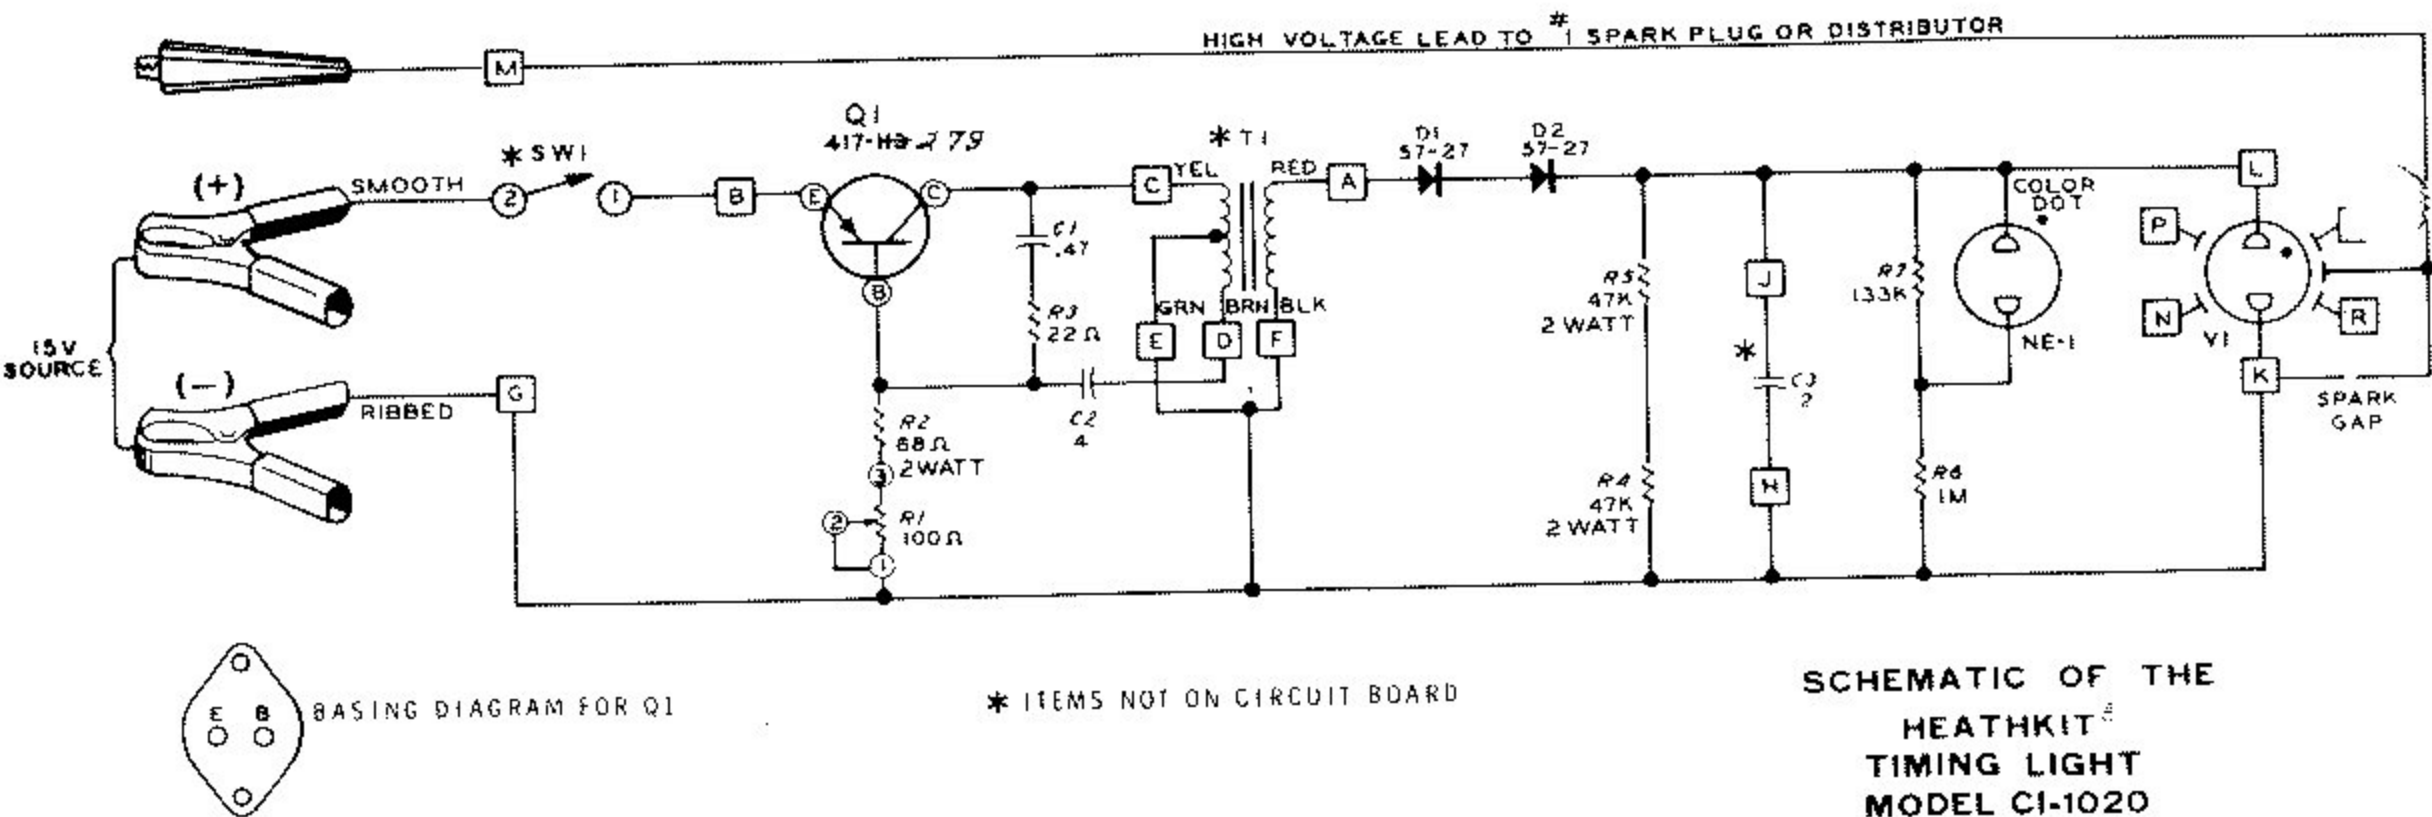 HIGH VOLTAGE LEAD TO #1 SPARK PLUG OR DISTRIBUTOR
M
Q1
417-118 279
* SW1
(+)
SMOOTH
2
1
B
E
C
B
C
YEL
* T1
RED
A
D1
57-27
D2
57-27
L
COLOR
DOT
P
C1
.47
R3
22Ω
GRN
BRN
BLK
E
D
F
R5
47K
2 WATT
J
R7
133K
NE-1
N
R
V1
15V
SOURCE
(-)
RIBBED
G
C2
4
R2
68Ω
2WATT
3
*
C3
2
K
SPARK
GAP
2
R1
100Ω
1
R4
47K
2 WATT
H
R6
1M
E B
BASING DIAGRAM FOR Q1
* ITEMS NOT ON CIRCUIT BOARD
SCHEMATIC OF THE
HEATHKIT
TIMING LIGHT
MODEL CI-1020